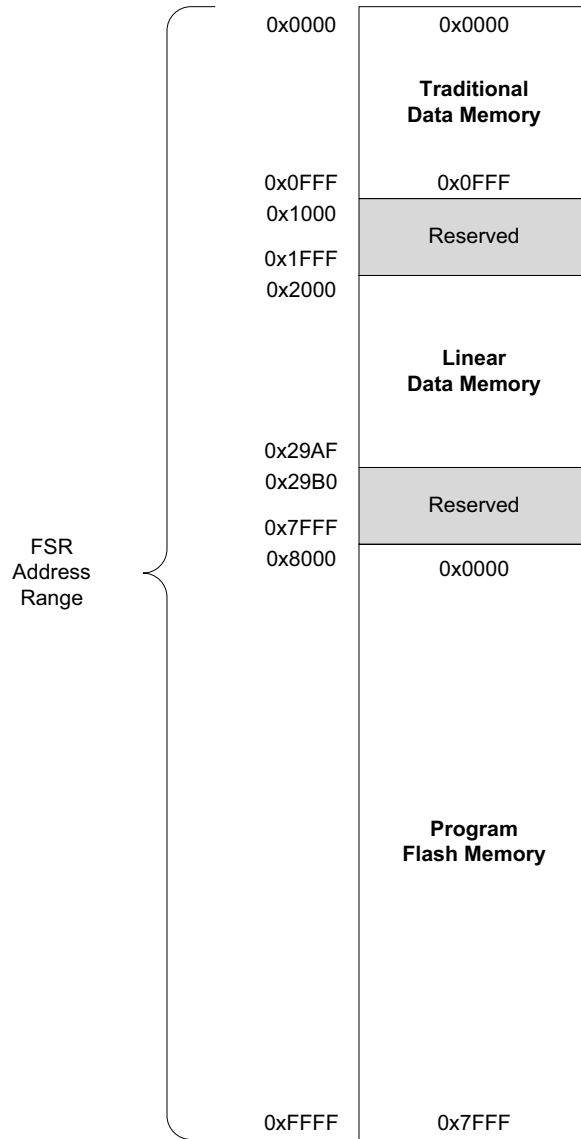 0x0000 0x0000
Traditional
Data Memory
0x0FFF 0x0FFF
0x1000
Reserved
0x1FFF
0x2000
Linear
Data Memory
0x29AF
0x29B0
Reserved
0x7FFF
FSR
Address
Range
0x8000 0x0000
Program
Flash Memory
0xFFFF 0x7FFF